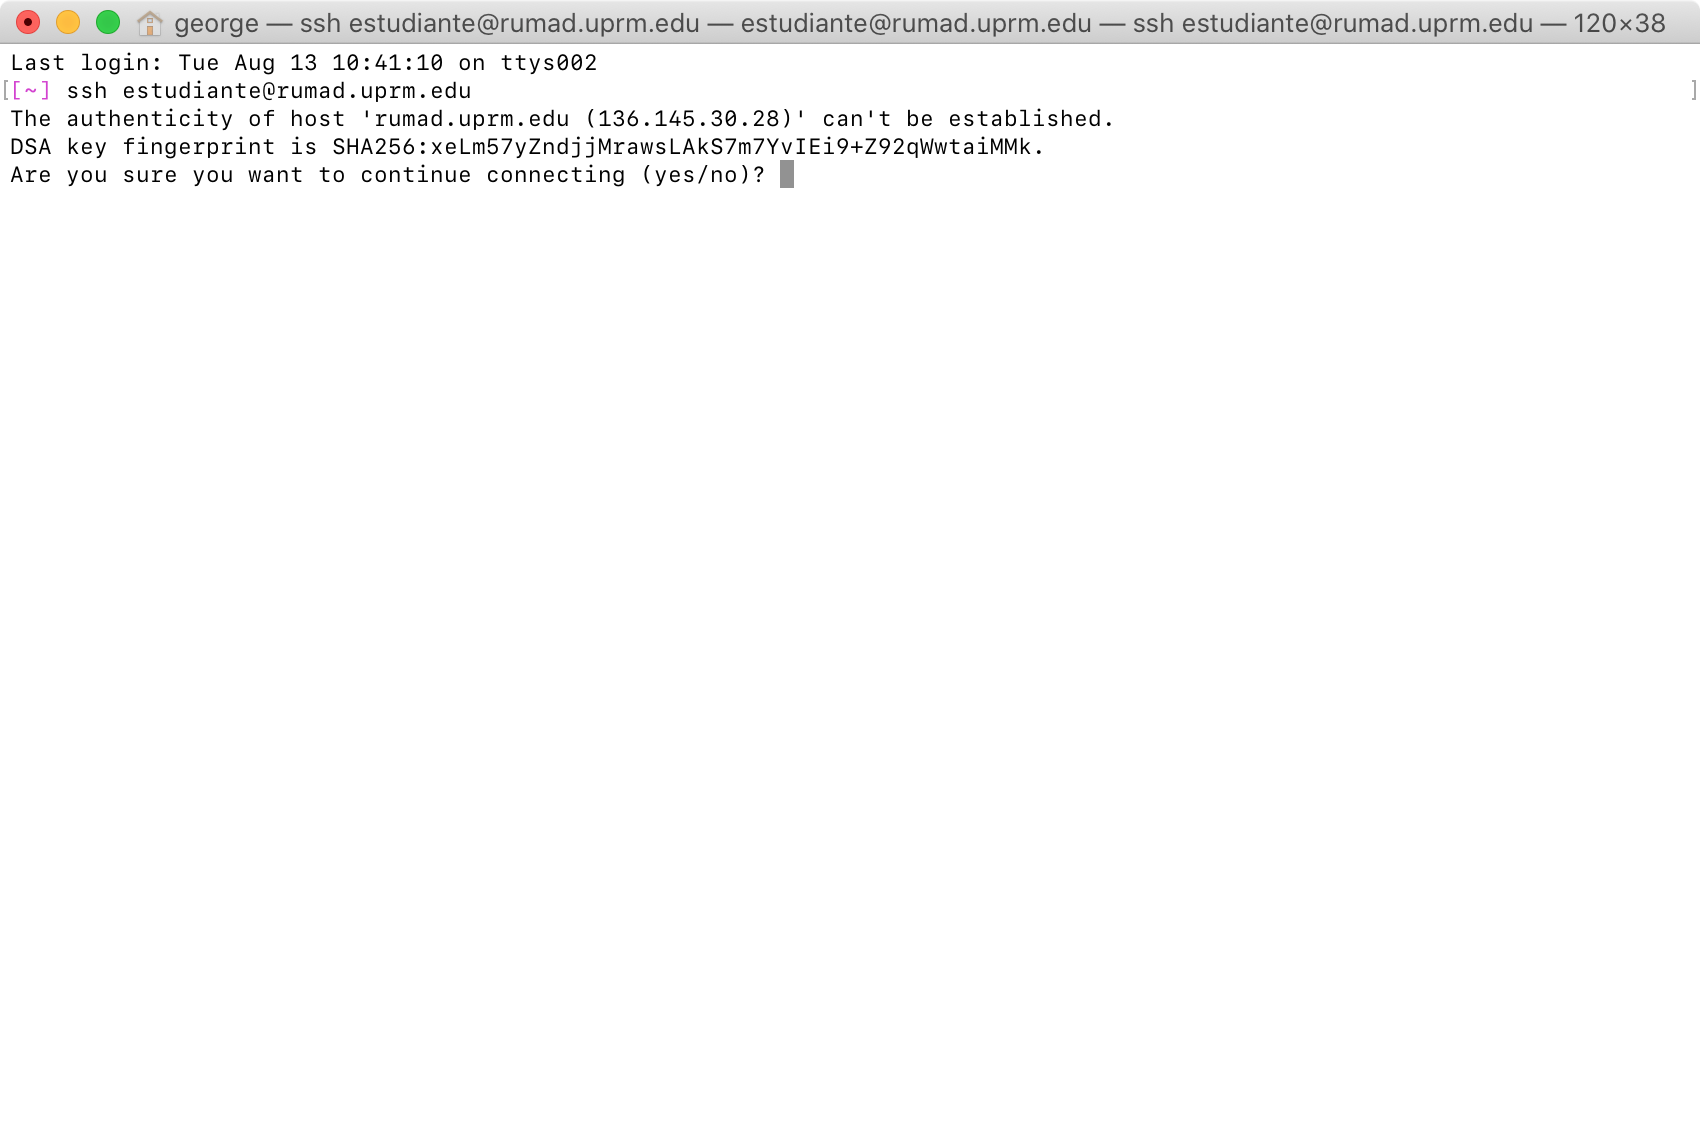 george — ssh estudiante@rumad.uprm.edu — estudiante@rumad.uprm.edu — ssh estudiante@rumad.uprm.edu — 120×38
Last login: Tue Aug 13 10:41:10 on ttys002
[[~] ssh estudiante@rumad.uprm.edu ]
The authenticity of host 'rumad.uprm.edu (136.145.30.28)' can't be established.
DSA key fingerprint is SHA256:xeLm57yZndjjMrawsLAkS7m7YvIEi9+Z92qWwtaiMMk.
Are you sure you want to continue connecting (yes/no)?